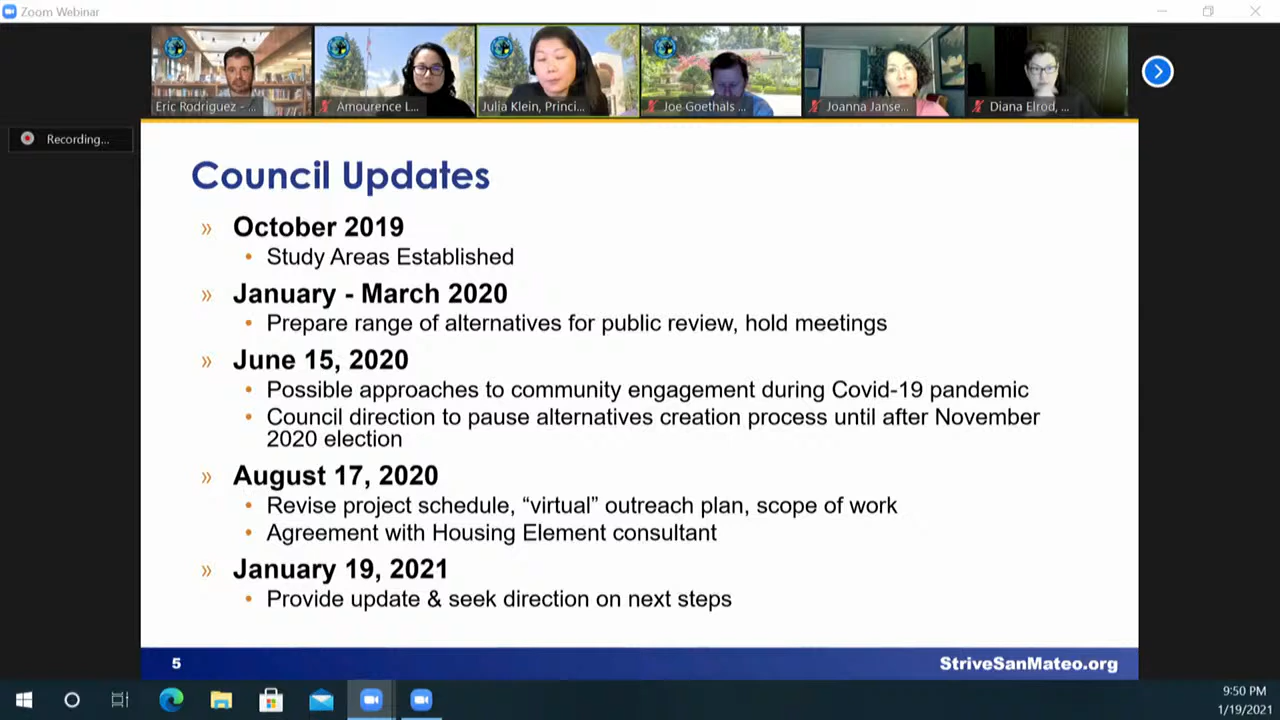 Zoom Webinar
Eric Rodriguez - ...
Amourence L...
Julia Klein, Princi...
Joe Goethals ...
Joanna Janse...
Diana Elrod, ...
Recording...
Council Updates
» October 2019
• Study Areas Established
» January - March 2020
• Prepare range of alternatives for public review, hold meetings
» June 15, 2020
• Possible approaches to community engagement during Covid-19 pandemic
• Council direction to pause alternatives creation process until after November
2020 election
» August 17, 2020
• Revise project schedule, “virtual” outreach plan, scope of work
• Agreement with Housing Element consultant
» January 19, 2021
• Provide update & seek direction on next steps
5
StriveSanMateo.org
9:50 PM
1/19/2021